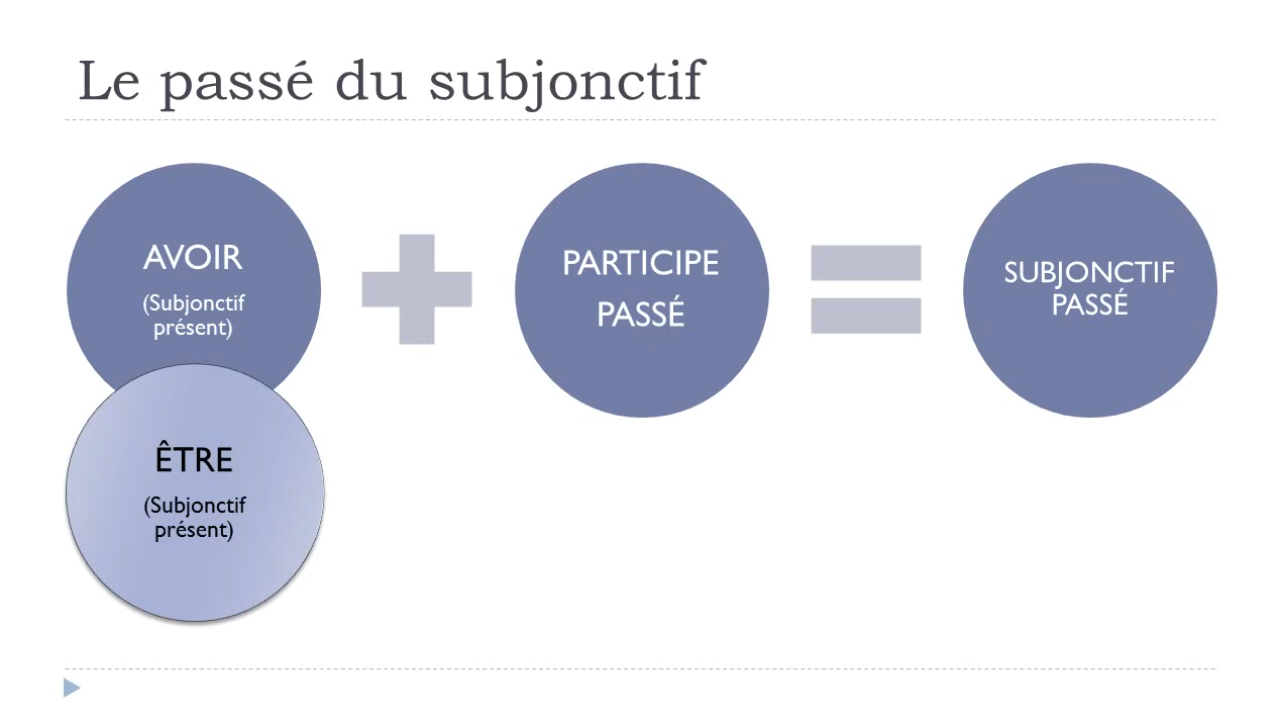 Le passé du subjonctif
AVOIR
(Subjonctif
présent)
PARTICIPE
PASSÉ
SUBJONCTIF
PASSÉ
ÊTRE
(Subjonctif
présent)